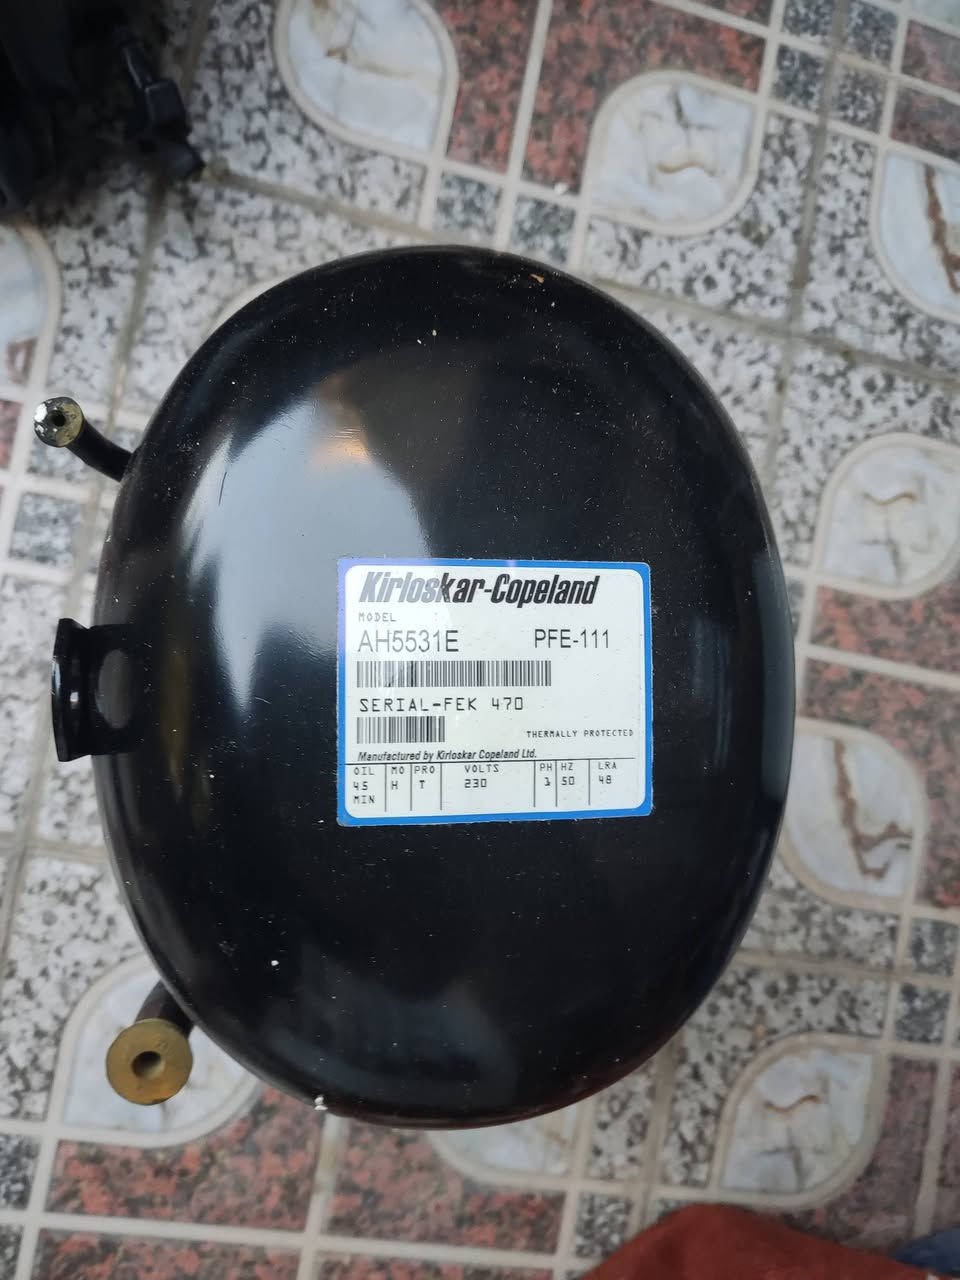 Kirloskar-Copeland
MODEL
AH5531E PFE-111
SERIAL-FEK 470
THERMALLY PROTECTED
Manufactured by Kirloskar Copeland Ltd.
OIL MO PRO VOLTS PH HZ LRA
45 H T 230 1 50 48
MIN